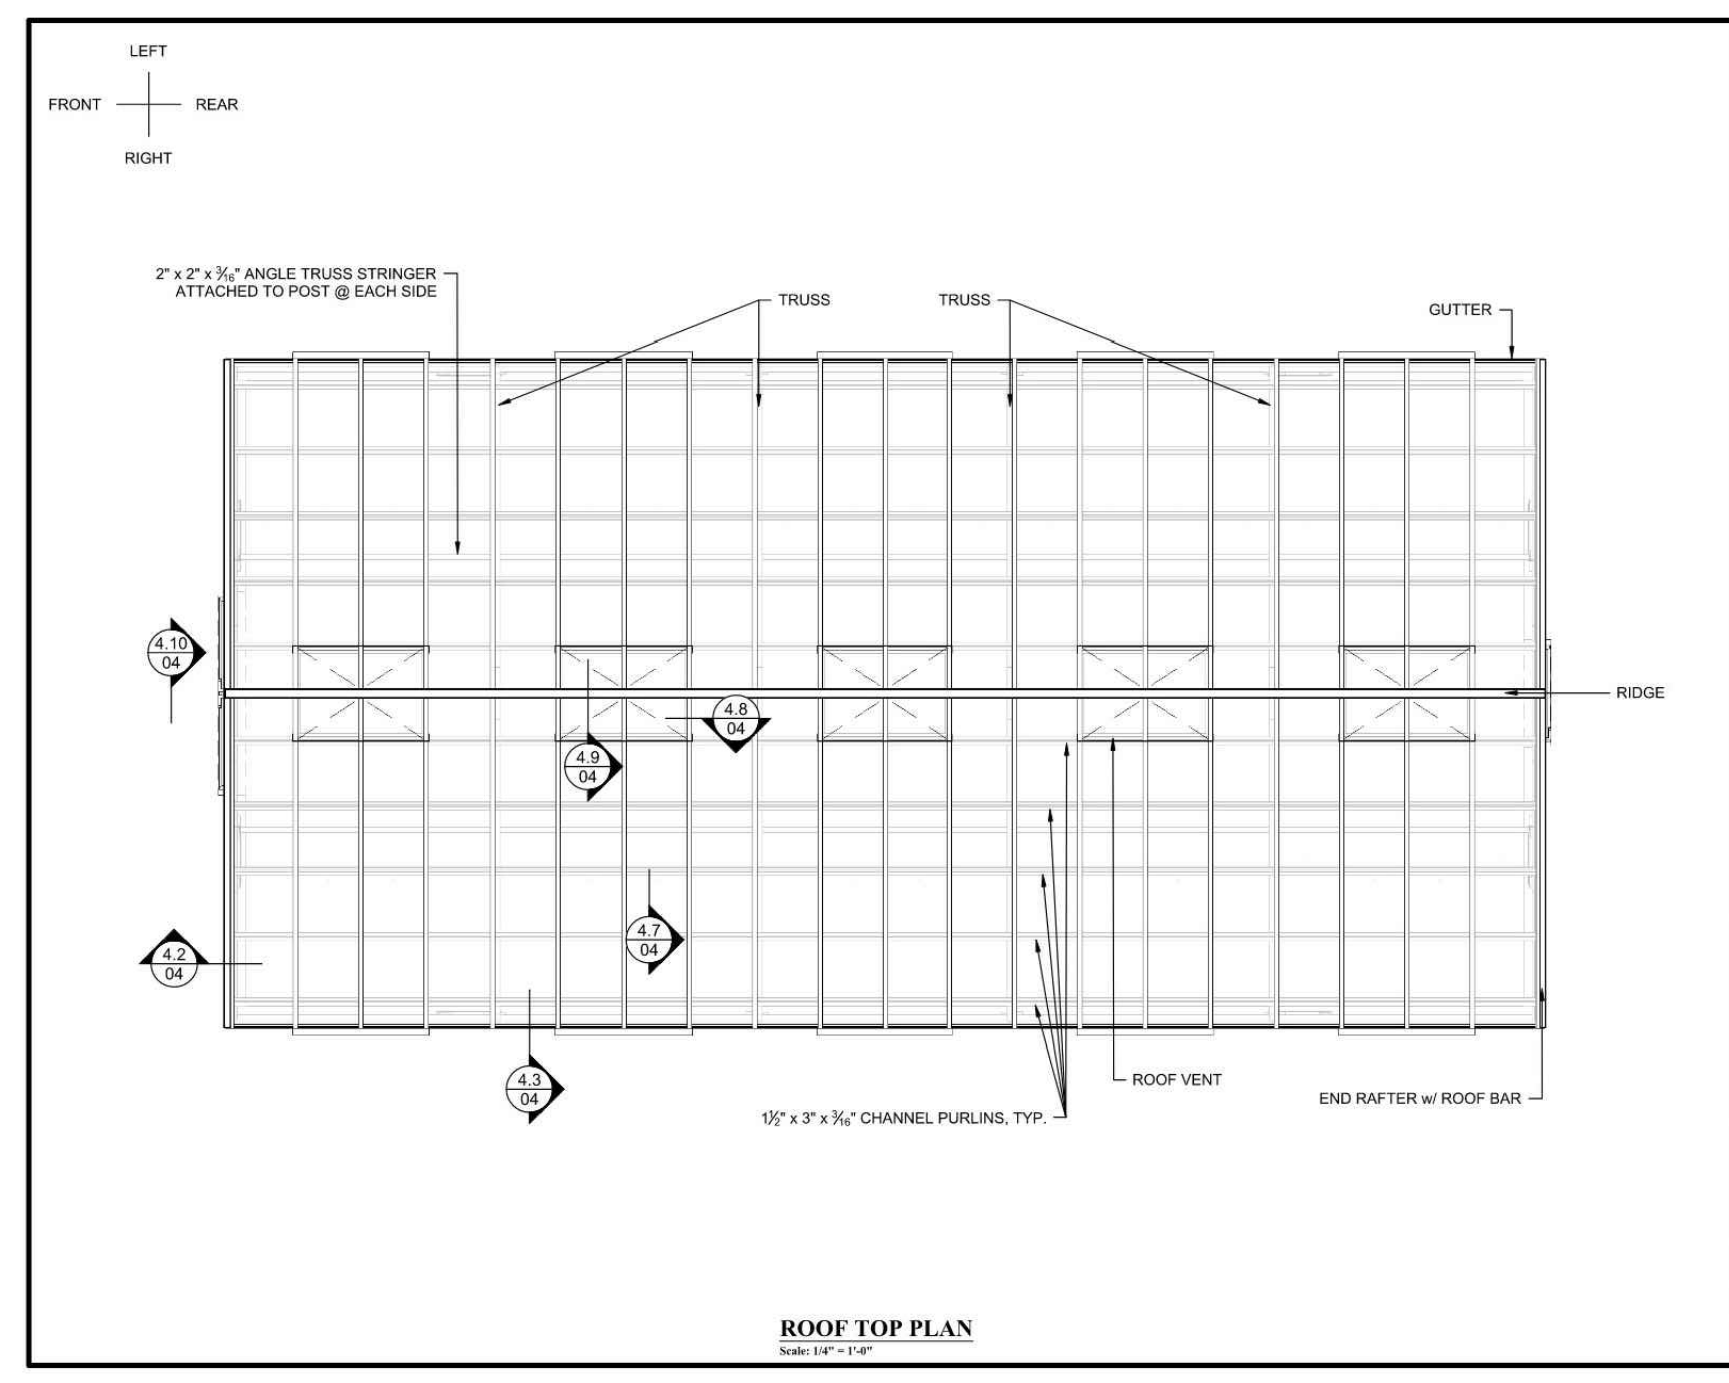 LEFT
FRONT
REAR
RIGHT
2" x 2" x 3⁄16" ANGLE TRUSS STRINGER
ATTACHED TO POST @ EACH SIDE
TRUSS
TRUSS
GUTTER
4.10
04
RIDGE
4.8
04
4.9
04
4.7
04
4.2
04
4.3
04
ROOF VENT
END RAFTER w/ ROOF BAR
1½" x 3" x 3⁄16" CHANNEL PURLINS, TYP.
ROOF TOP PLAN
Scale: 1/4" = 1'-0"